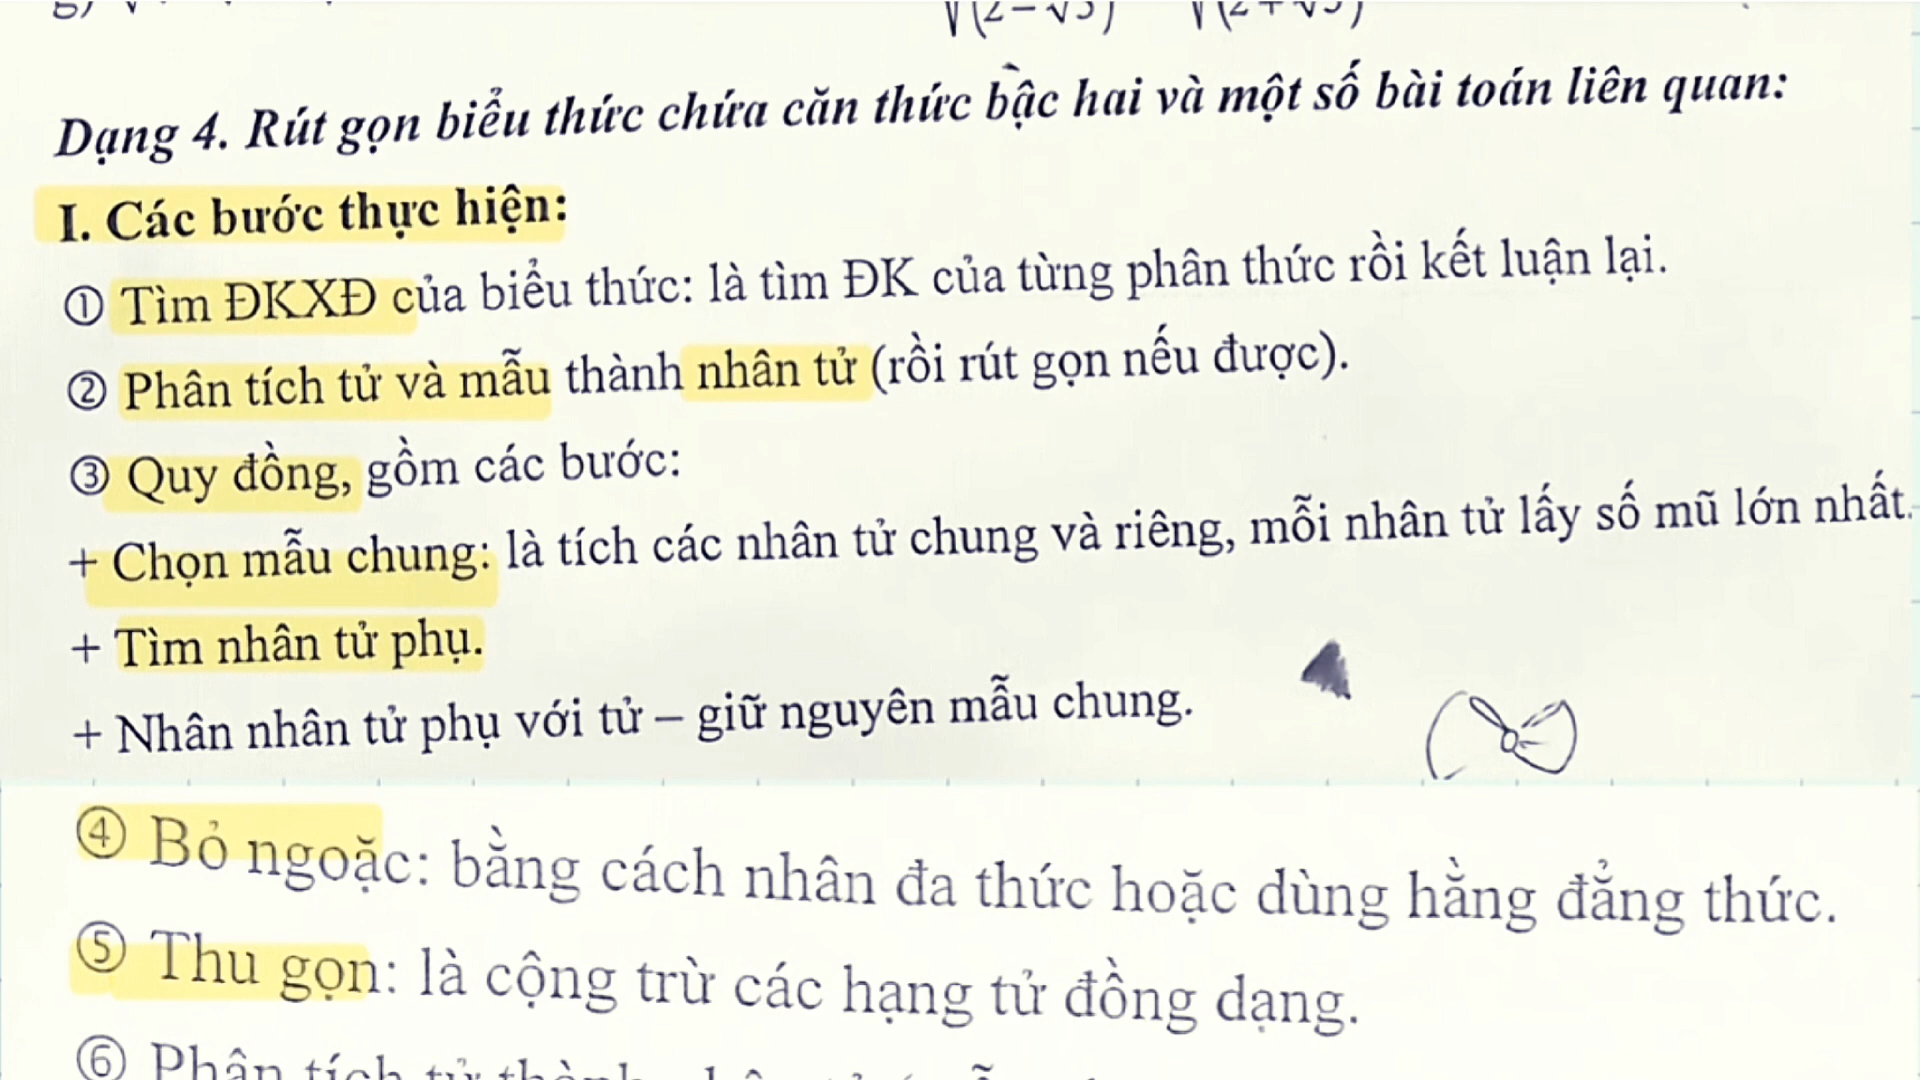 Dạng 4. Rút gọn biểu thức chứa căn thức bậc hai và một số bài toán liên quan:
I. Các bước thực hiện:
① Tìm ĐKXĐ của biểu thức: là tìm ĐK của từng phân thức rồi kết luận lại.
② Phân tích tử và mẫu thành nhân tử (rồi rút gọn nếu được).
③ Quy đồng, gồm các bước:
+ Chọn mẫu chung: là tích các nhân tử chung và riêng, mỗi nhân tử lấy số mũ lớn nhất.
+ Tìm nhân tử phụ.
+ Nhân nhân tử phụ với tử – giữ nguyên mẫu chung.
④ Bỏ ngoặc: bằng cách nhân đa thức hoặc dùng hằng đẳng thức.
⑤ Thu gọn: là cộng trừ các hạng tử đồng dạng.
⑥ Phân tích tử thành